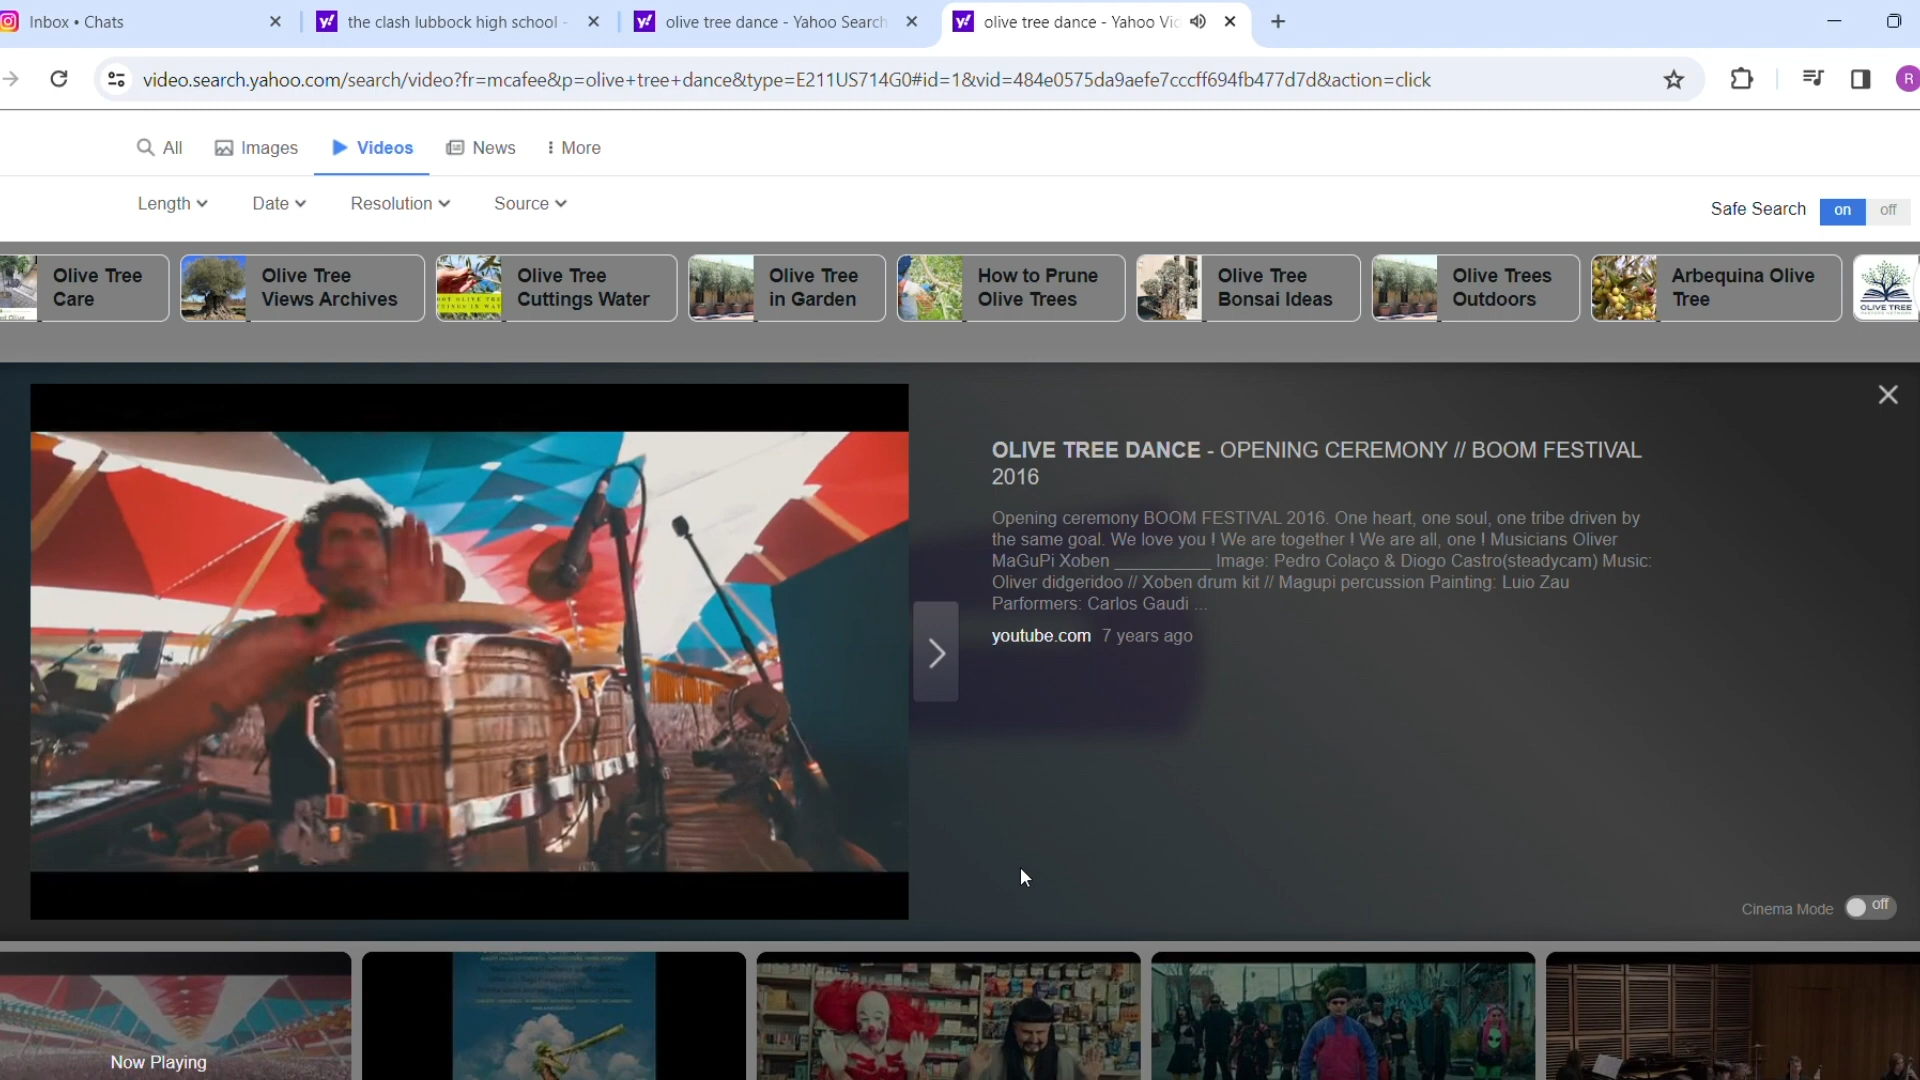 Inbox • Chats
the clash lubbock high school -
olive tree dance - Yahoo Search
olive tree dance - Yahoo Vic
video.search.yahoo.com/search/video?fr=mcafee&p=olive+tree+dance&type=E211US714G0#id=1&vid=484e0575da9aefe7cccff694fb477d7d&action=click
R
All
Images
Videos
News
More
Length
Date
Resolution
Source
Safe Search
on
off
Olive Tree
Care
Olive Tree
Views Archives
Olive Tree
Cuttings Water
Olive Tree
in Garden
How to Prune
Olive Trees
Olive Tree
Bonsai Ideas
Olive Trees
Outdoors
Arbequina Olive
Tree
OLIVE TREE
OLIVE TREE DANCE - OPENING CEREMONY // BOOM FESTIVAL
2016
Opening ceremony BOOM FESTIVAL 2016. One heart, one soul, one tribe driven by
the same goal. We love you ! We are together ! We are all, one ! Musicians Oliver
MaGuPi Xoben __________ Image: Pedro Colaço & Diogo Castro(steadycam) Music:
Oliver didgeridoo // Xoben drum kit // Magupi percussion Painting: Luio Zau
Parformers: Carlos Gaudi ...
youtube.com 7 years ago
Cinema Mode
off
Now Playing